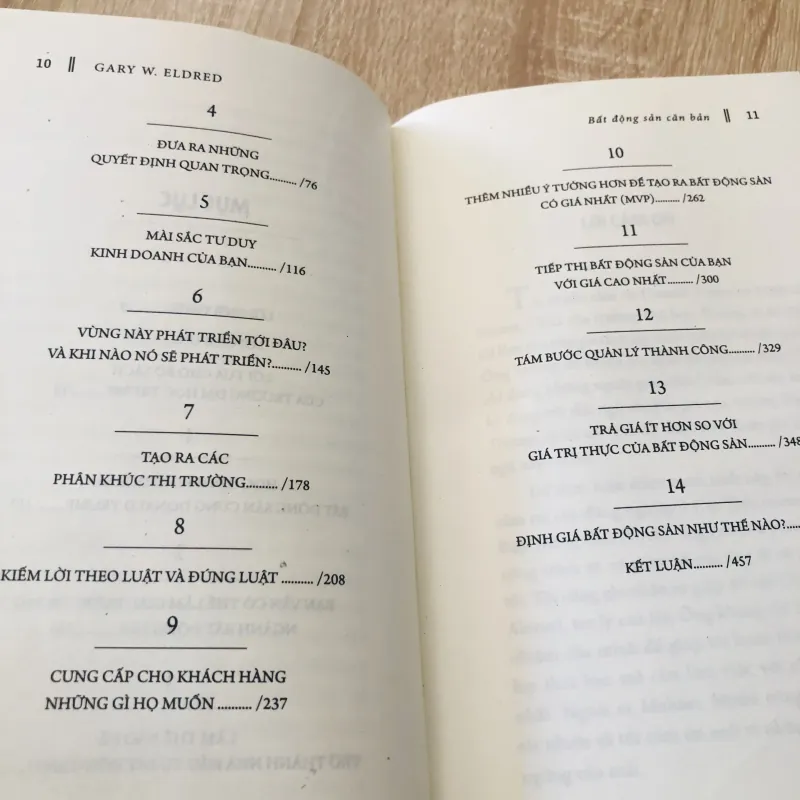 10 || GARY W. ELDRED
4
ĐƯA RA NHỮNG
QUYẾT ĐỊNH QUAN TRỌNG.......... /76
5
MÀI SẮC TƯ DUY
KINH DOANH CỦA BẠN.......... /116
6
VÙNG NÀY PHÁT TRIỂN TỚI ĐÂU?
VÀ KHI NÀO NÓ SẼ PHÁT TRIỂN?.......... /145
7
TẠO RA CÁC
PHÂN KHÚC THỊ TRƯỜNG.......... /178
8
KIẾM LỜI THEO LUẬT VÀ ĐÚNG LUẬT .......... /208
9
CUNG CẤP CHO KHÁCH HÀNG
NHỮNG GÌ HỌ MUỐN .......... /237
Bất động sản căn bản || 11
10
THÊM NHIỀU Ý TƯỞNG HƠN ĐỂ TẠO RA BẤT ĐỘNG SẢN
CÓ GIÁ NHẤT (MVP).......... /262
11
TIẾP THỊ BẤT ĐỘNG SẢN CỦA BẠN
VỚI GIÁ CAO NHẤT.......... /300
12
TÁM BƯỚC QUẢN LÝ THÀNH CÔNG.......... /329
13
TRẢ GIÁ ÍT HƠN SO VỚI
GIÁ TRỊ THỰC CỦA BẤT ĐỘNG SẢN.......... /348
14
ĐỊNH GIÁ BẤT ĐỘNG SẢN NHƯ THẾ NÀO?.....
KẾT LUẬN.......... /457